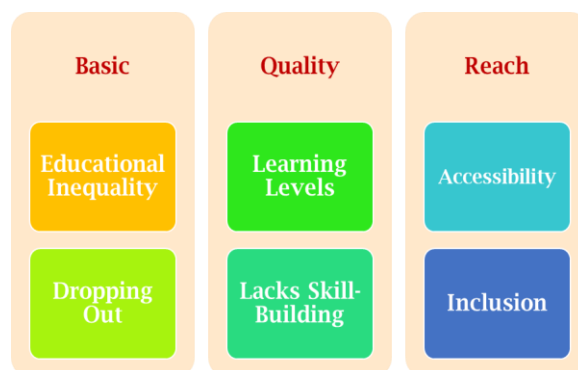 Basic
Educational
Inequality
Dropping
Out
Quality
Learning
Levels
Lacks Skill-
Building
Reach
Accessibility
Inclusion